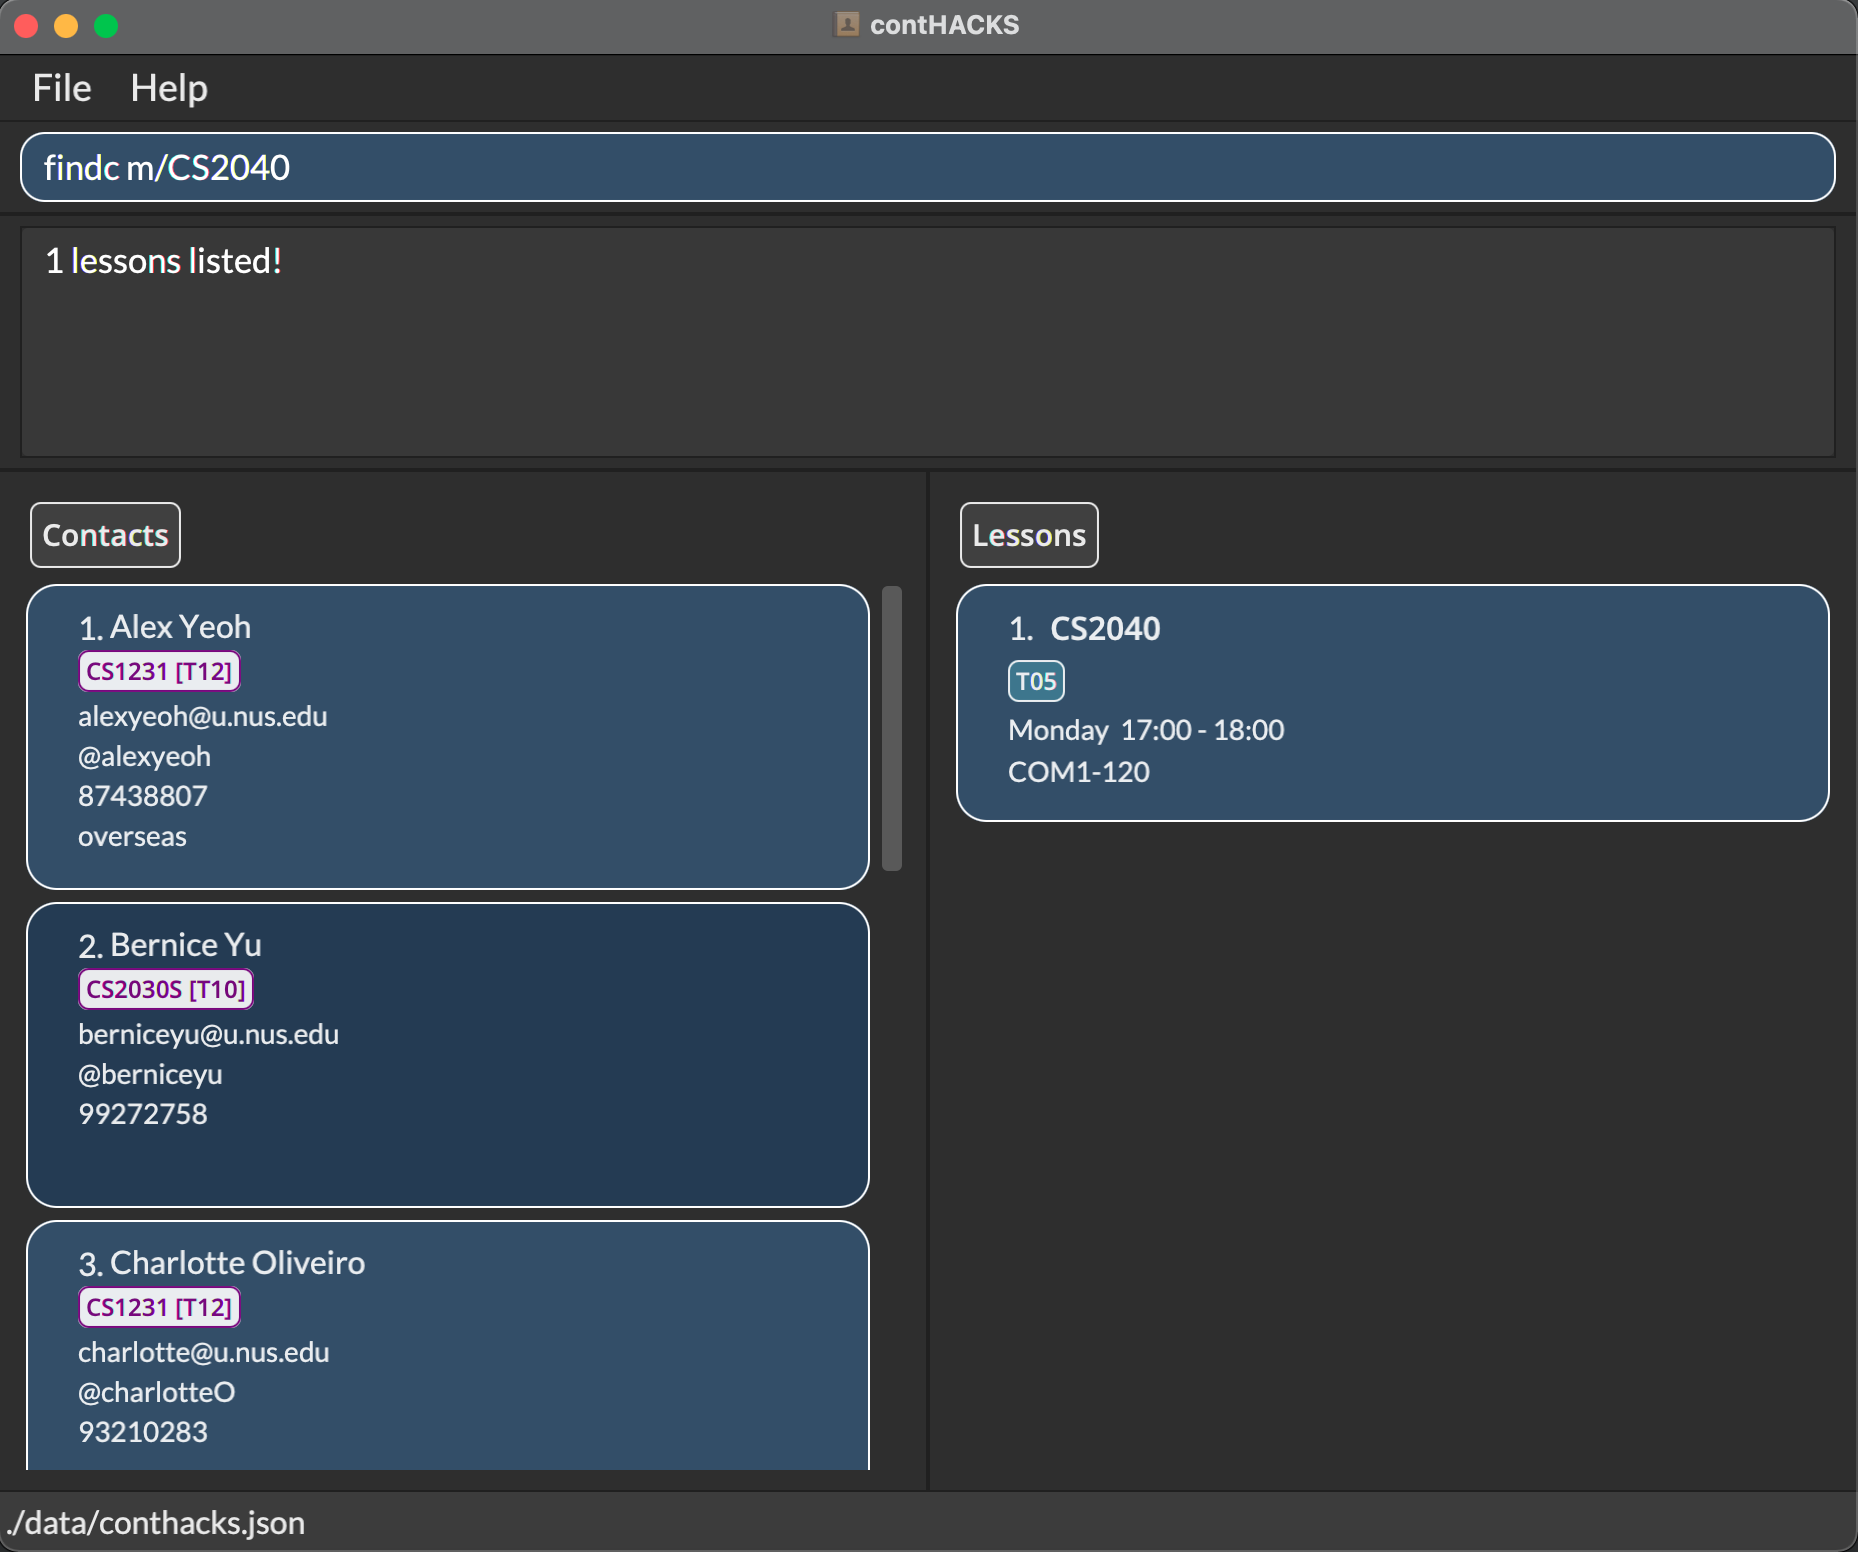 contHACKS
File Help
findc m/CS2040
1 lessons listed!
Contacts
1. Alex Yeoh
CS1231 [T12]
alexyeoh@u.nus.edu
@alexyeoh
87438807
overseas
2. Bernice Yu
CS2030S [T10]
berniceyu@u.nus.edu
@berniceyu
99272758
3. Charlotte Oliveiro
CS1231 [T12]
charlotte@u.nus.edu
@charlotteO
93210283
Lessons
1. CS2040
T05
Monday 17:00 - 18:00
COM1-120
./data/conthacks.json